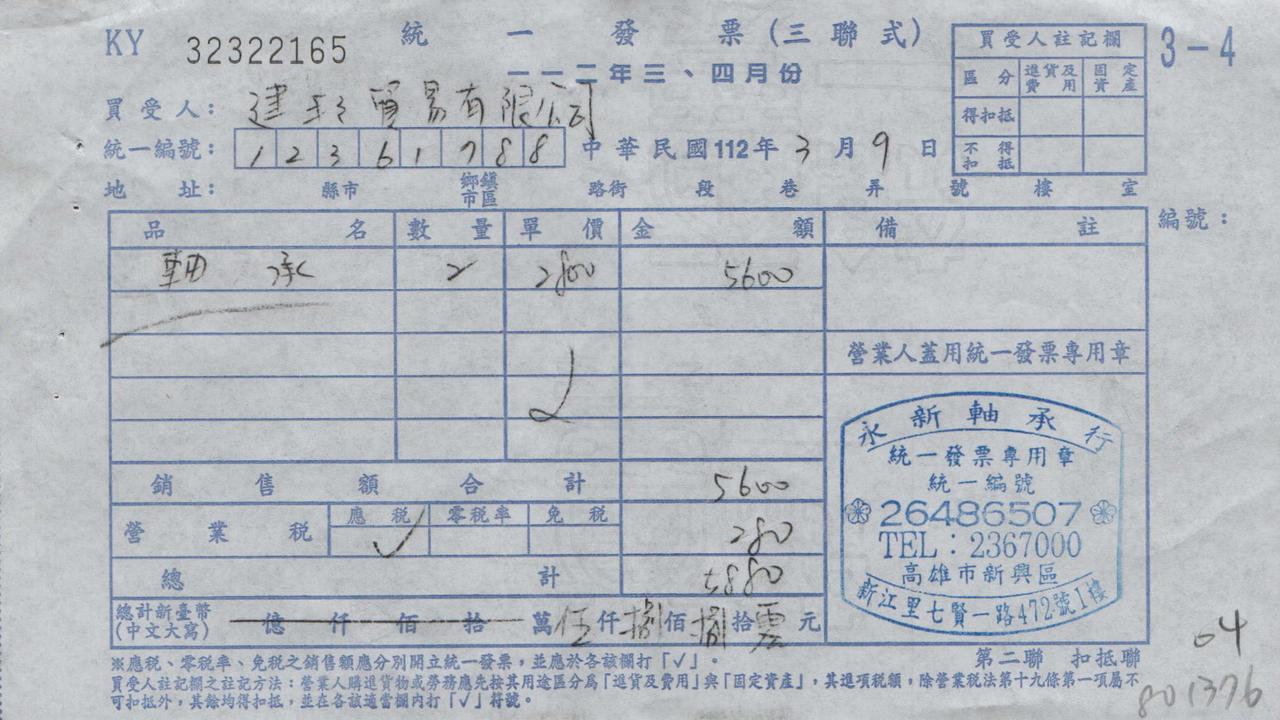 KY 32322165 統一發票(三聯式)
一一二年三、四月份
3-4
買受人註記欄
區分 進貨及費用 固定資產
得扣抵
不得扣抵
買受人: 貿易有限公司
統一編號: 12361788 中華民國112年3月9日
地址: 縣市 鄉鎮市區 路街 段 巷 弄 號 樓 室
編號:
品名 數量 單價 金額 備註
軸承 2 2800 5600
營業人蓋用統一發票專用章
永新軸承行
統一發票專用章
統一編號
26486507
TEL:2367000
高雄市新興區
新江里七賢一路472號1樓
銷售額合計 5600
營業稅 應稅 ✓ 零稅率 免稅 280
總計 5880
總計新臺幣(中文大寫) 億仟佰拾萬伍仟捌佰捌拾零元
04
※應稅、零稅率、免稅之銷售額應分別開立統一發票,並應於各該欄打「✓」。
第二聯 扣抵聯
買受人註記欄之註記方法:營業人購進貨物或勞務應先按其用途區分為「進貨及費用」與「固定資產」,其進項稅額,除營業稅法第十九條第一項屬不
可扣抵外,其餘均得扣抵,並在各該適當欄內打「✓」符號。
801376